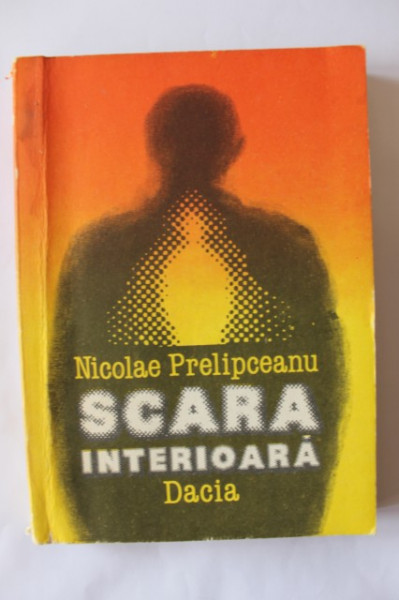 Nicolae Prelipceanu
SCARA
INTERIOARĂ
Dacia